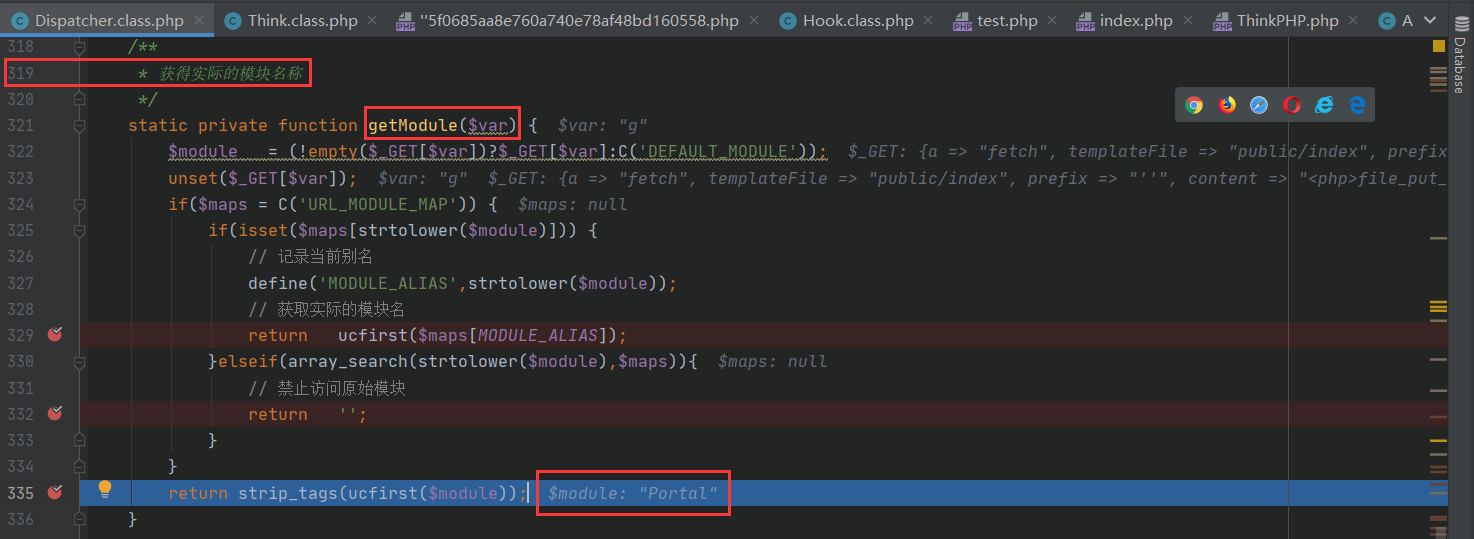 Dispatcher.class.php × Think.class.php × ''5f0685aa8e760a740e78af48bd160558.php × Hook.class.php × test.php × index.php × ThinkPHP.php × A
Database
318 /**
319 * 获得实际的模块名称
320 */
321 static private function getModule($var) { $var: "g"
322 $module = (!empty($_GET[$var])?$_GET[$var]:C('DEFAULT_MODULE')); $_GET: {a => "fetch", templateFile => "public/index", prefix
323 unset($_GET[$var]); $var: "g" $_GET: {a => "fetch", templateFile => "public/index", prefix => "''", content => "<php>file_put_
324 if($maps = C('URL_MODULE_MAP')) { $maps: null
325 if(isset($maps[strtolower($module)])) {
326 // 记录当前别名
327 define('MODULE_ALIAS',strtolower($module));
328 // 获取实际的模块名
329 return ucfirst($maps[MODULE_ALIAS]);
330 }elseif(array_search(strtolower($module),$maps)){ $maps: null
331 // 禁止访问原始模块
332 return '';
333 }
334 }
335 return strip_tags(ucfirst($module)); $module: "Portal"
336 }